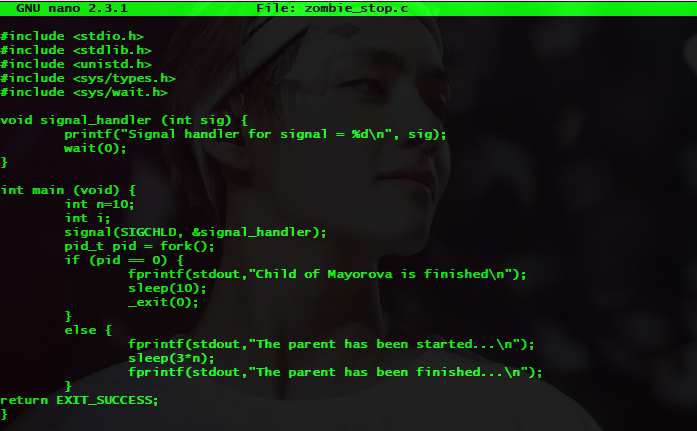 GNU nano 2.3.1 File: zombie_stop.c
#include <stdio.h>
#include <stdlib.h>
#include <unistd.h>
#include <sys/types.h>
#include <sys/wait.h>
void signal_handler (int sig) {
printf("Signal handler for signal = %d\n", sig);
wait(0);
}
int main (void) {
int n=10;
int i;
signal(SIGCHLD, &signal_handler);
pid_t pid = fork();
if (pid == 0) {
fprintf(stdout,"Child of Mayorova is finished\n");
sleep(10);
_exit(0);
}
else {
fprintf(stdout,"The parent has been started...\n");
sleep(3*n);
fprintf(stdout,"The parent has been finished...\n");
}
return EXIT_SUCCESS;
}